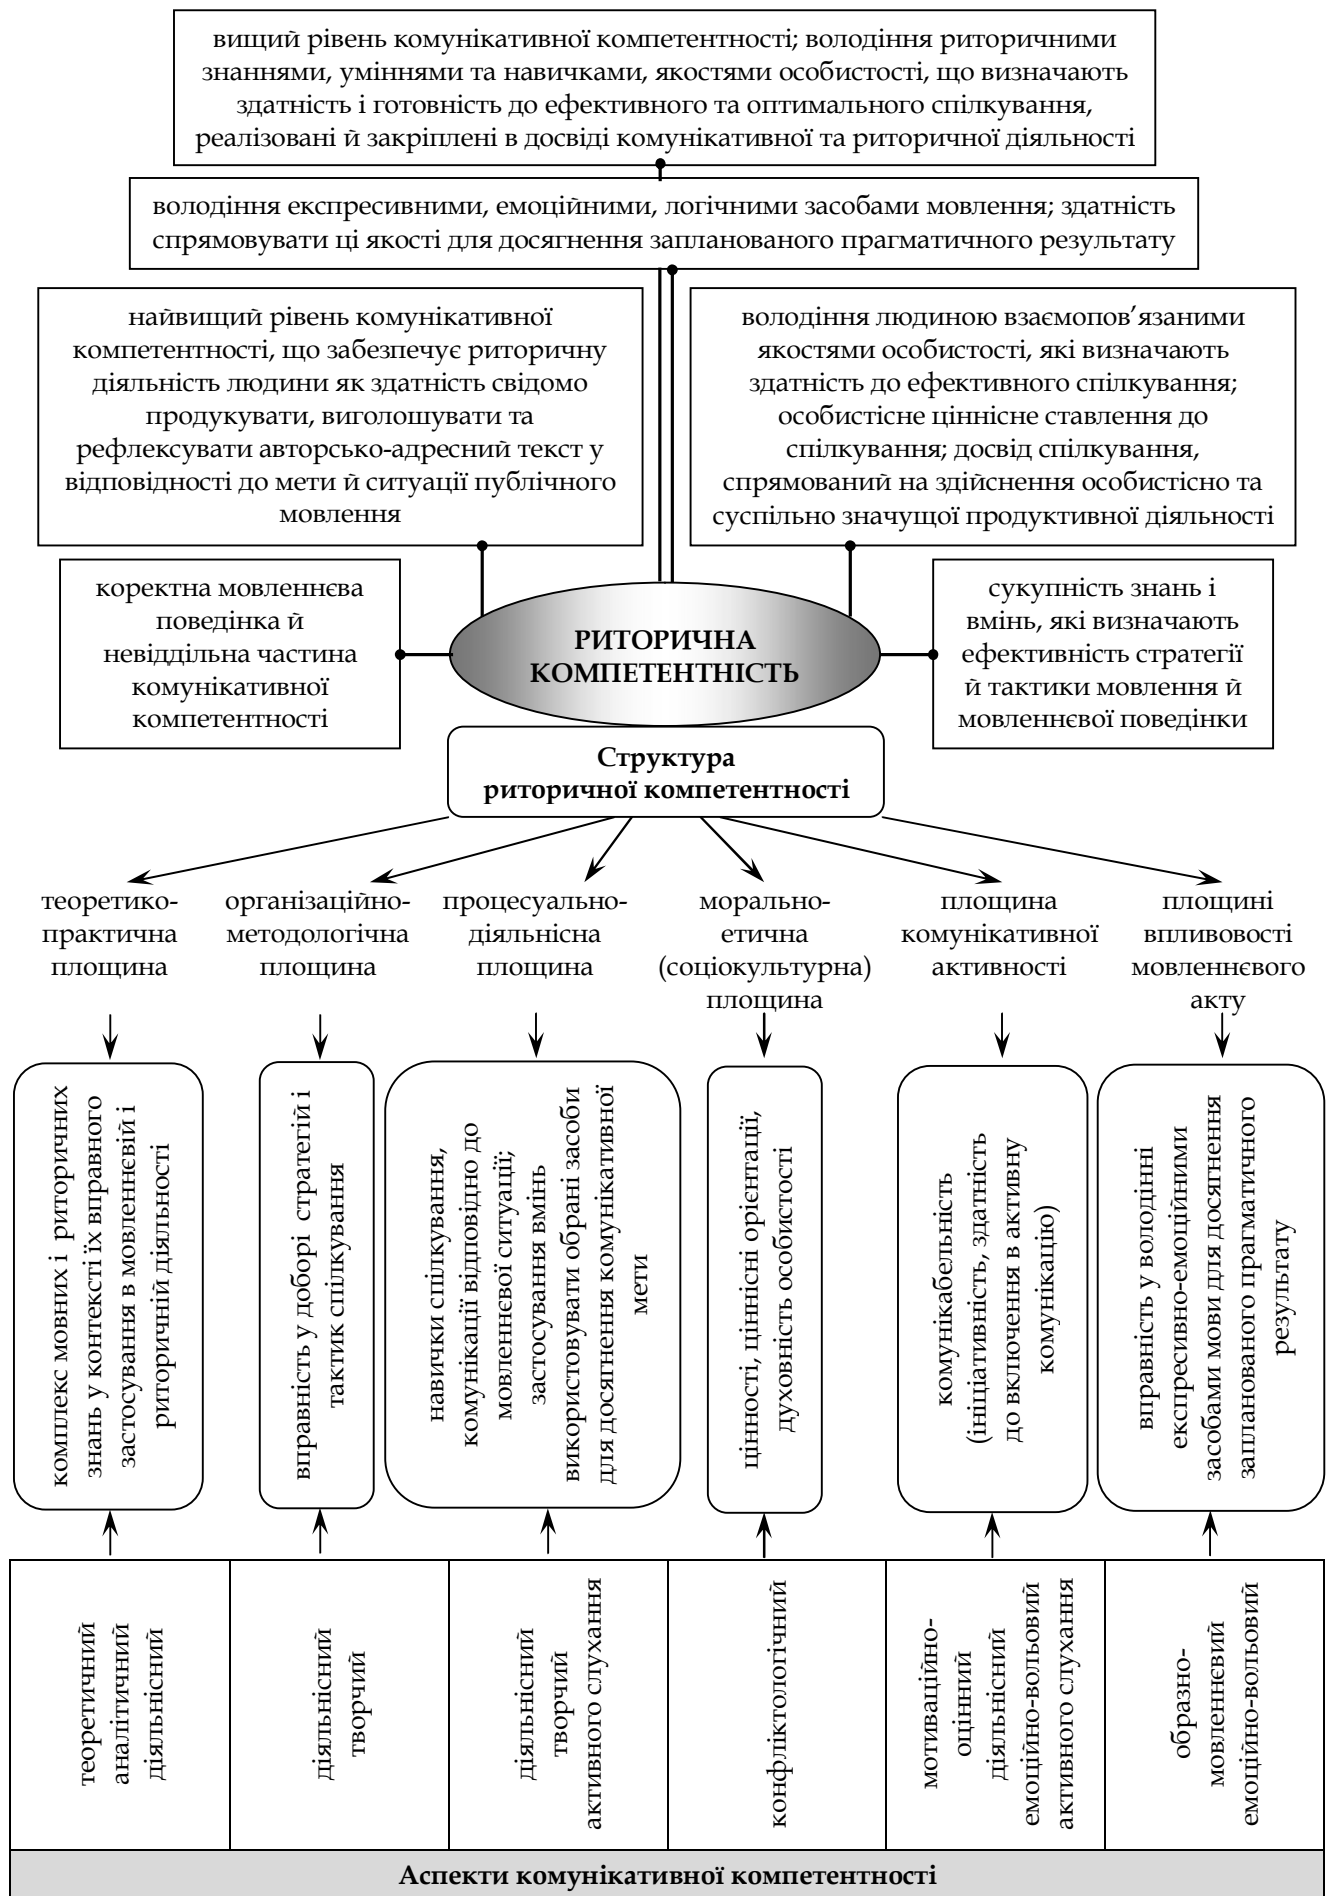 вищий рівень комунікативної компетентності; володіння риторичними
знаннями, уміннями та навичками, якостями особистості, що визначають
здатність і готовність до ефективного та оптимального спілкування,
реалізовані й закріплені в досвіді комунікативної та риторичної діяльності
володіння експресивними, емоційними, логічними засобами мовлення; здатність
спрямовувати ці якості для досягнення запланованого прагматичного результату
найвищий рівень комунікативної
компетентності, що забезпечує риторичну
діяльність людини як здатність свідомо
продукувати, виголошувати та
рефлексувати авторсько-адресний текст у
відповідності до мети й ситуації публічного
мовлення
володіння людиною взаємопов’язаними
якостями особистості, які визначають
здатність до ефективного спілкування;
особистісне ціннісне ставлення до
спілкування; досвід спілкування,
спрямований на здійснення особистісно та
суспільно значущої продуктивної діяльності
коректна мовленнєва
поведінка й
невіддільна частина
комунікативної
компетентності
РИТОРИЧНА
КОМПЕТЕНТНІСТЬ
сукупність знань і
вмінь, які визначають
ефективність стратегії
й тактики мовлення й
мовленнєвої поведінки
Структура
риторичної компетентності
теоретико-
практична
площина
організаційно-
методологічна
площина
процесуально-
діяльнісна
площина
морально-
етична
(соціокультурна)
площина
площина
комунікативної
активності
площині
впливовості
мовленнєвого
акту
комплекс мовних і риторичних
знань у контексті їх вправного
застосування в мовленнєвій і
риторичній діяльності
вправність у доборі стратегій і
тактик спілкування
навички спілкування,
комунікації відповідно до
мовленнєвої ситуації;
застосування вмінь
використовувати обрані засоби
для досягнення комунікативної
мети
цінності, ціннісні орієнтації,
духовність особистості
комунікабельність
(ініціативність, здатність
до включення в активну
комунікацію)
вправність у володінні
експресивно-емоційними
засобами мови для досягнення
запланованого прагматичного
результату
теоретичний
аналітичний
діяльнісний
діяльнісний
творчий
діяльнісний
творчий
активного слухання
конфліктологічний
мотиваційно-
оцінний
діяльнісний
емоційно-вольовий
активного слухання
образно-
мовленнєвий
емоційно-вольовий
Аспекти комунікативної компетентності